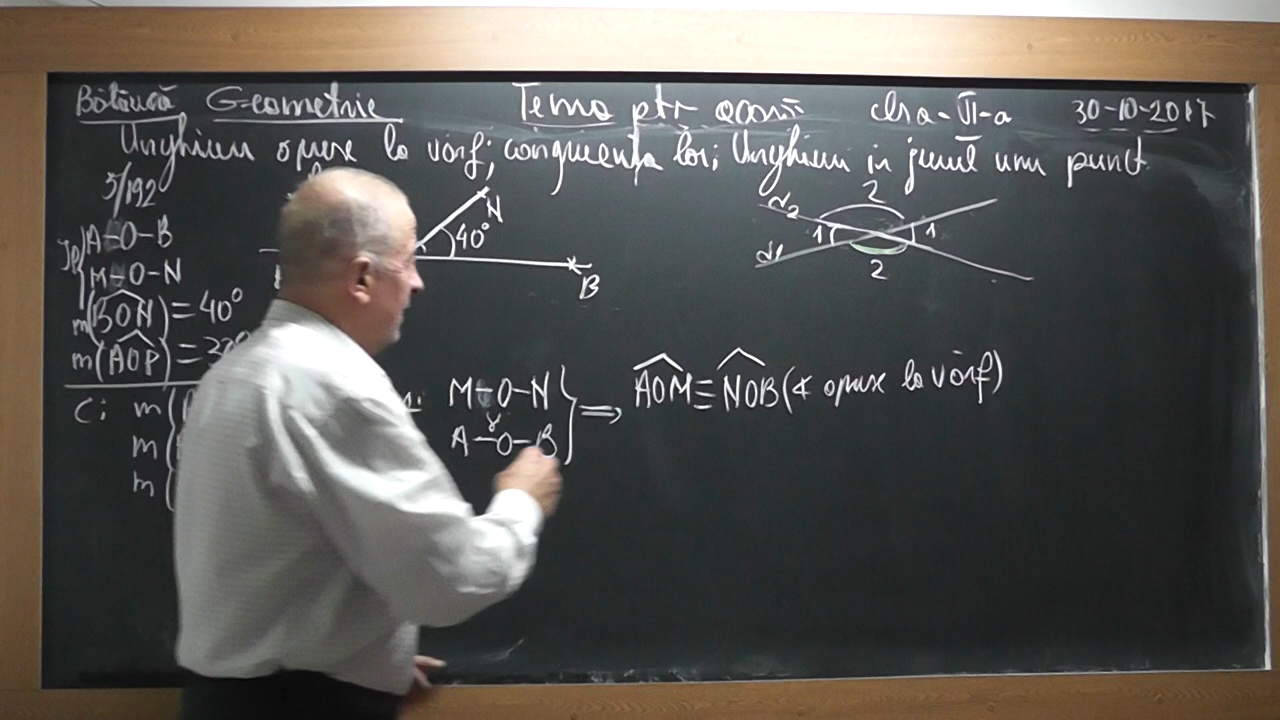 Geometrie Tema ptr acasă cls a-VI-a 30-10-2017
Unghiuri opuse la vârf; congruența lor; Unghiuri în jurul unui punct
5/192
Ip A-O-B
M-O-N
m(BON)=40°
m(AOP)=
C: m(
m
m(
N
40°
B
d2
2
1
1
d1
2
M-O-N
A-O-B
⇒ AOM≡NOB(∢ opuse la vârf)